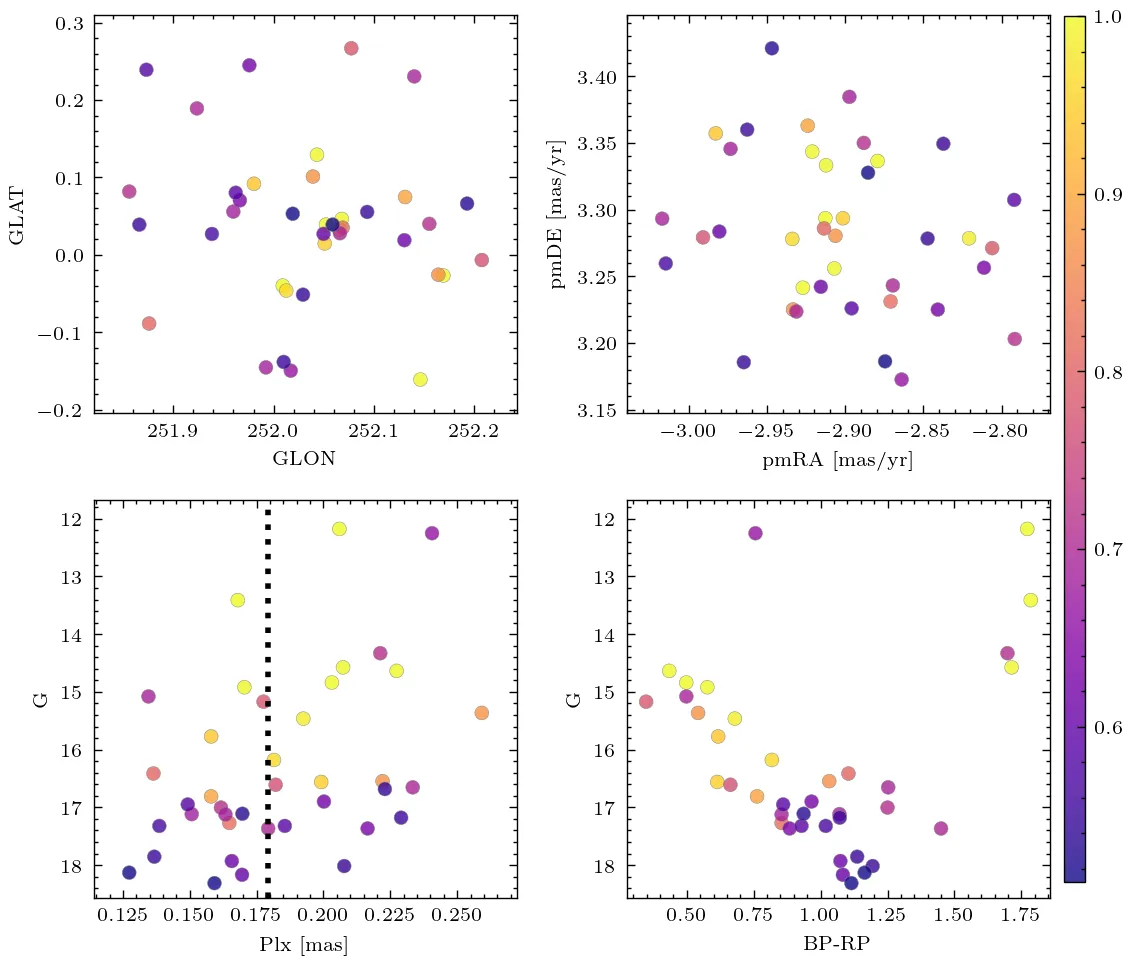 0.3
0.2
0.1
0.0
−0.1
−0.2
GLAT
251.9 252.0 252.1 252.2
GLON
3.40
3.35
3.30
3.25
3.20
3.15
pmDE [mas/yr]
−3.00 −2.95 −2.90 −2.85 −2.80
pmRA [mas/yr]
1.0
0.9
0.8
0.7
0.6
12
13
14
15
16
17
18
G
0.125 0.150 0.175 0.200 0.225 0.250
Plx [mas]
12
13
14
15
16
17
18
G
0.50 0.75 1.00 1.25 1.50 1.75
BP-RP